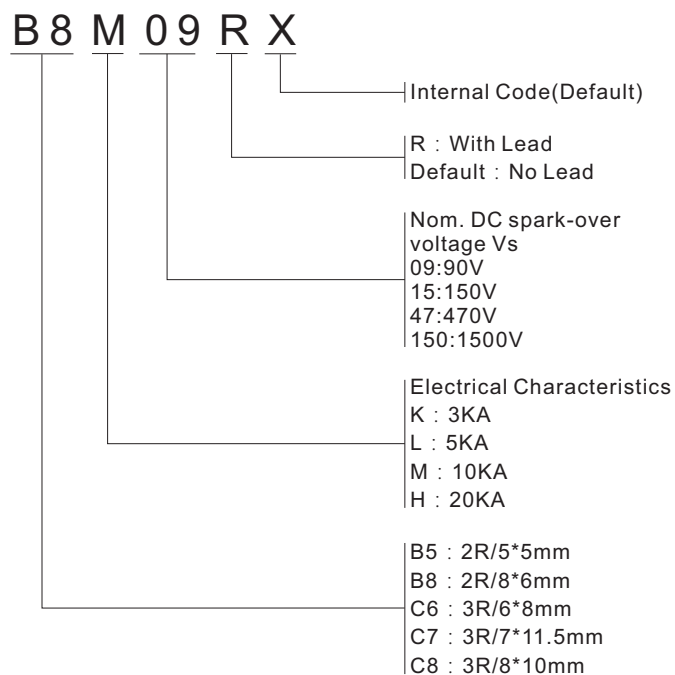 B8 M 09 R X
Internal Code(Default)
R : With Lead
Default : No Lead
Nom. DC spark-over
voltage Vs
09:90V
15:150V
47:470V
150:1500V
Electrical Characteristics
K : 3KA
L : 5KA
M : 10KA
H : 20KA
B5 : 2R/5*5mm
B8 : 2R/8*6mm
C6 : 3R/6*8mm
C7 : 3R/7*11.5mm
C8 : 3R/8*10mm